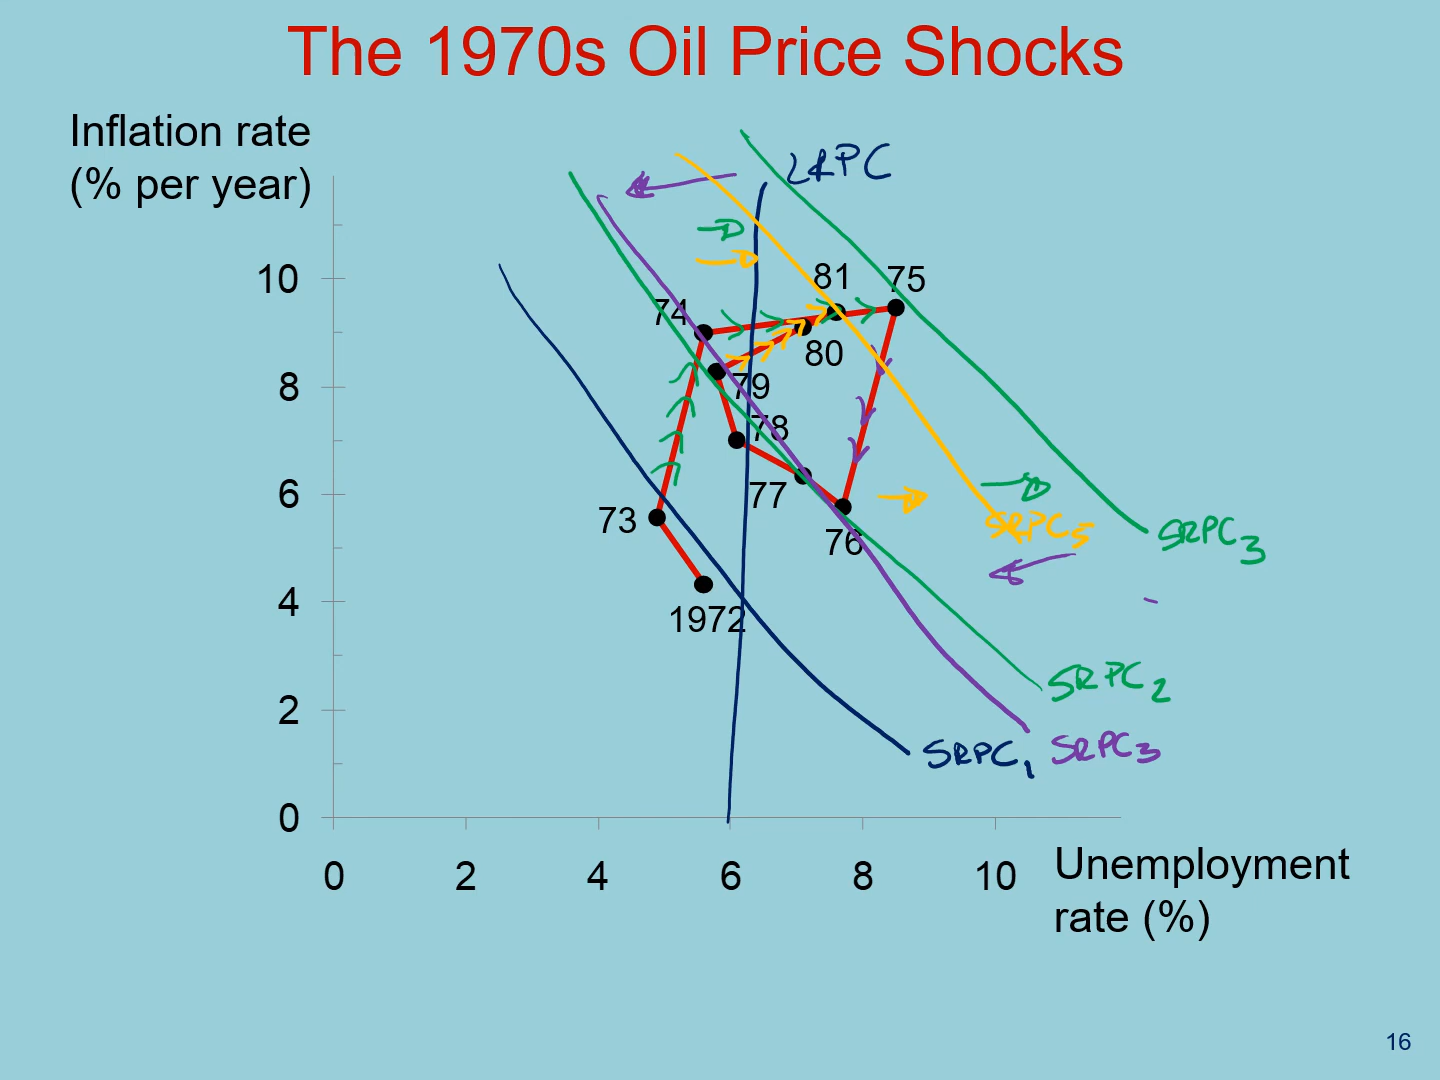 The 1970s Oil Price Shocks
Inflation rate
(% per year)
LRPC
10
8
6
4
2
0
81
75
74
80
79
78
77
76
73
1972
SRPC5
SRPC3
SRPC2
SRPC1
SRPC3
0 2 4 6 8 10
Unemployment
rate (%)
16